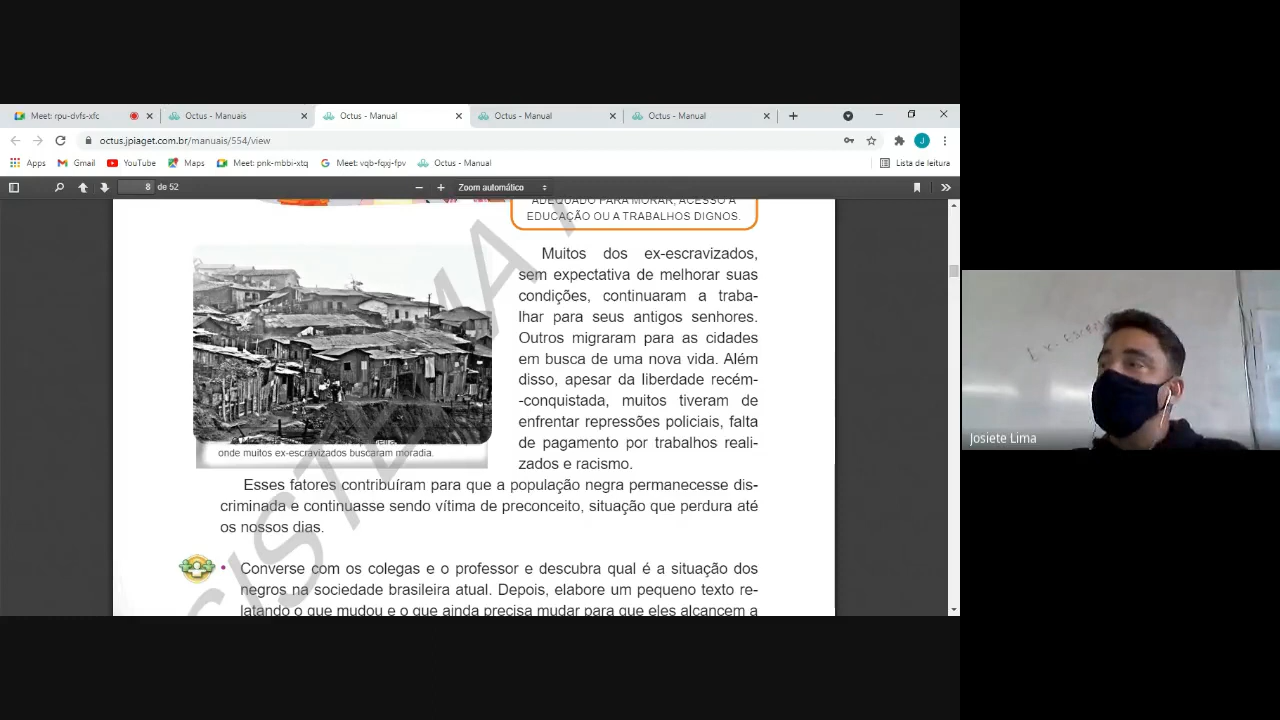 Meet: rpu-dvfs-xfc
Octus - Manuais
Octus - Manual
Octus - Manual
Octus - Manual
octus.jpiaget.com.br/manuais/554/view
Apps
Gmail
YouTube
Maps
Meet: pnk-mbbi-xtq
Meet: vqb-fqxj-fpv
Octus - Manual
Lista de leitura
8 de 52
Zoom automático
ADEQUADO PARA MORAR, ACESSO À
EDUCAÇÃO OU A TRABALHOS DIGNOS.
Muitos dos ex-escravizados,
sem expectativa de melhorar suas
condições, continuaram a traba-
lhar para seus antigos senhores.
Outros migraram para as cidades
em busca de uma nova vida. Além
disso, apesar da liberdade recém-
-conquistada, muitos tiveram de
enfrentar repressões policiais, falta
de pagamento por trabalhos reali-
zados e racismo.
onde muitos ex-escravizados buscaram moradia.
Esses fatores contribuíram para que a população negra permanecesse dis-
criminada e continuasse sendo vítima de preconceito, situação que perdura até
os nossos dias.
• Converse com os colegas e o professor e descubra qual é a situação dos
negros na sociedade brasileira atual. Depois, elabore um pequeno texto re-
latando o que mudou e o que ainda precisa mudar para que eles alcancem a
SISTEMA
J
Josiete Lima